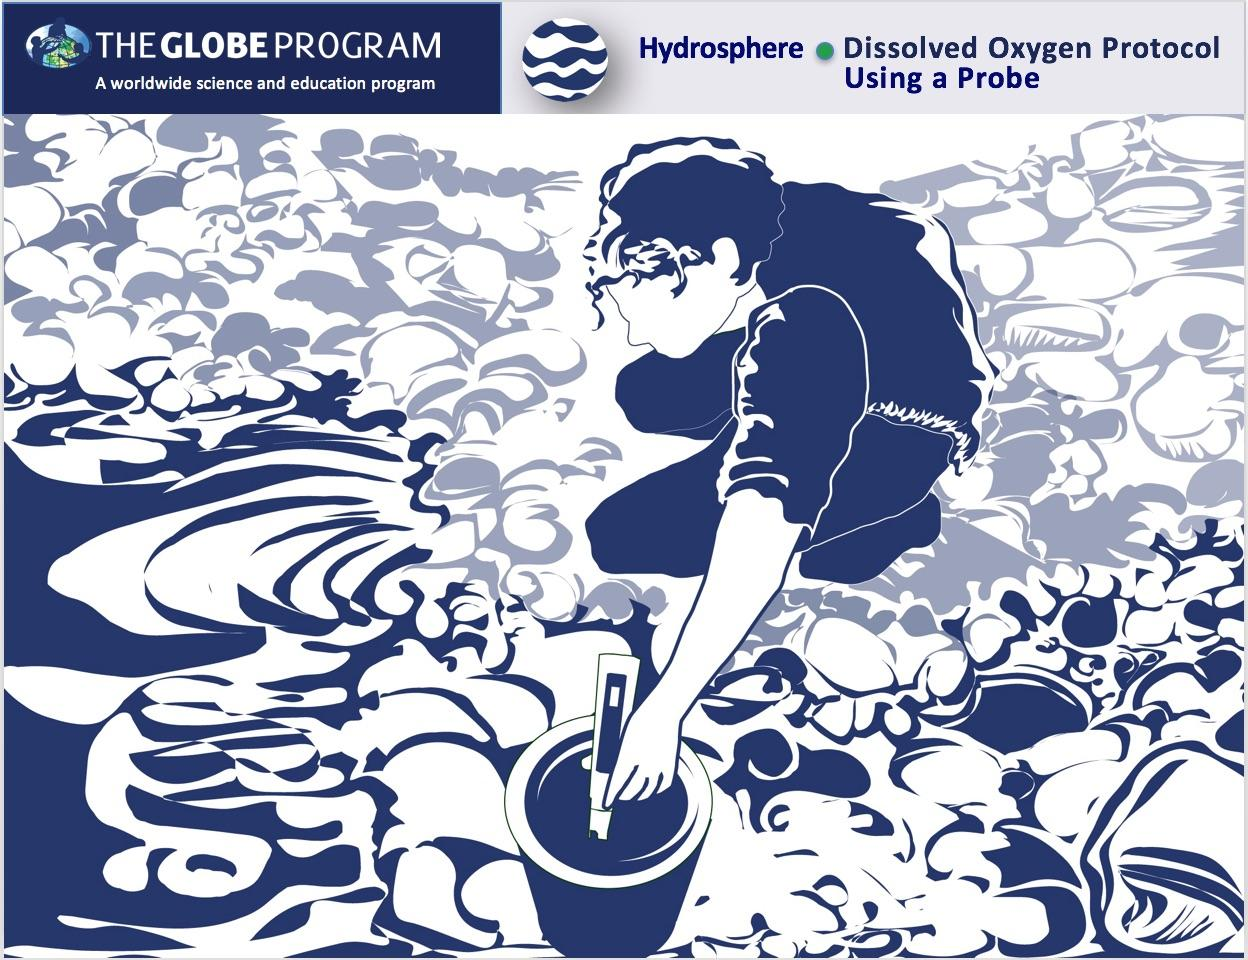 THE GLOBE PROGRAM
A worldwide science and education program
Hydrosphere Dissolved Oxygen Protocol
Using a Probe